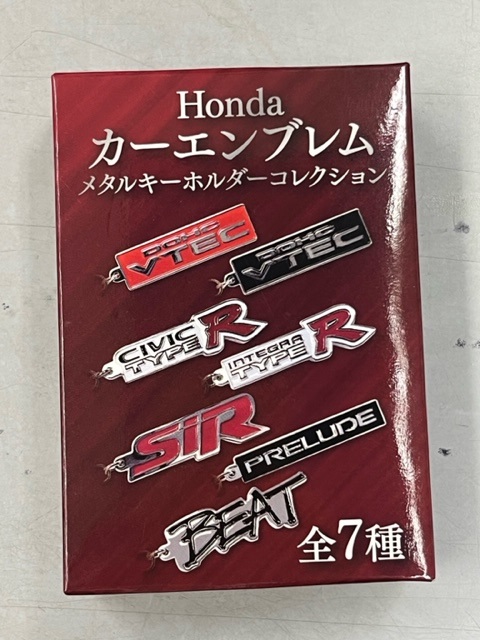 Honda
カーエンブレム
メタルキーホルダーコレクション
DOHC
VTEC
DOHC
VTEC
CIVIC
TYPE R
INTEGRA
TYPE R
SiR
PRELUDE
BEAT
全7種